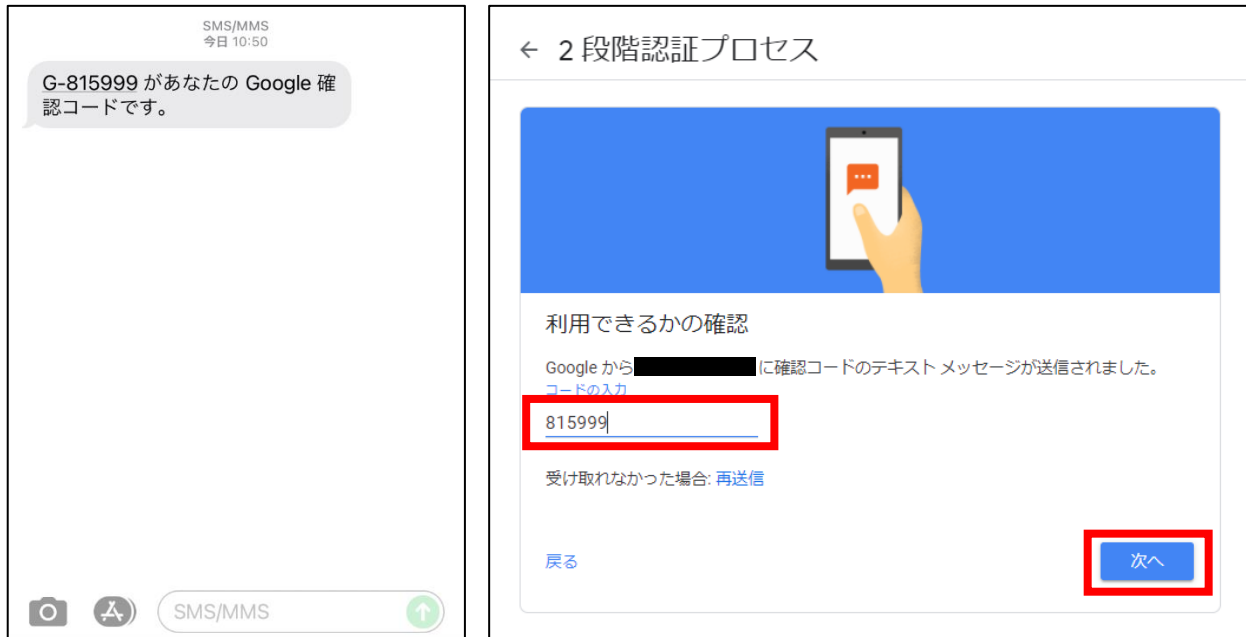 SMS/MMS
今日 10:50
G-815999 があなたの Google 確
認コードです。
SMS/MMS
← 2 段階認証プロセス
利用できるかの確認
Google から に確認コードのテキスト メッセージが送信されました。
コードの入力
815999
受け取れなかった場合: 再送信
戻る
次へ